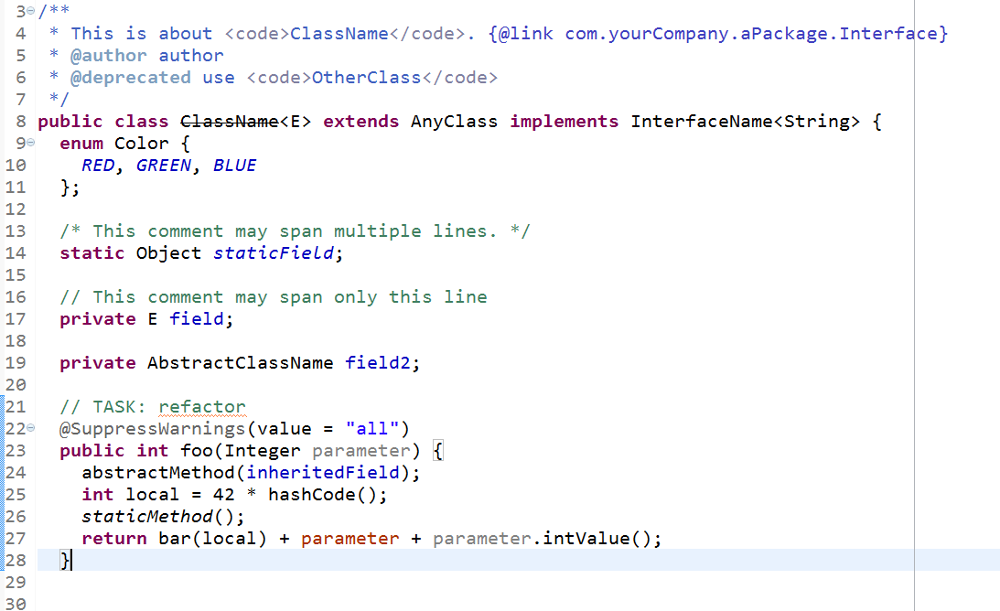 3 /**
4  * This is about <code>ClassName</code>. {@link com.yourCompany.aPackage.Interface}
5  * @author author
6  * @deprecated use <code>OtherClass</code>
7  */
8 public class ClassName<E> extends AnyClass implements InterfaceName<String> {
9   enum Color {
10     RED, GREEN, BLUE
11   };
12
13   /* This comment may span multiple lines. */
14   static Object staticField;
15
16   // This comment may span only this line
17   private E field;
18
19   private AbstractClassName field2;
20
21   // TASK: refactor
22   @SuppressWarnings(value = "all")
23   public int foo(Integer parameter) {
24     abstractMethod(inheritedField);
25     int local = 42 * hashCode();
26     staticMethod();
27     return bar(local) + parameter + parameter.intValue();
28   }
29
30